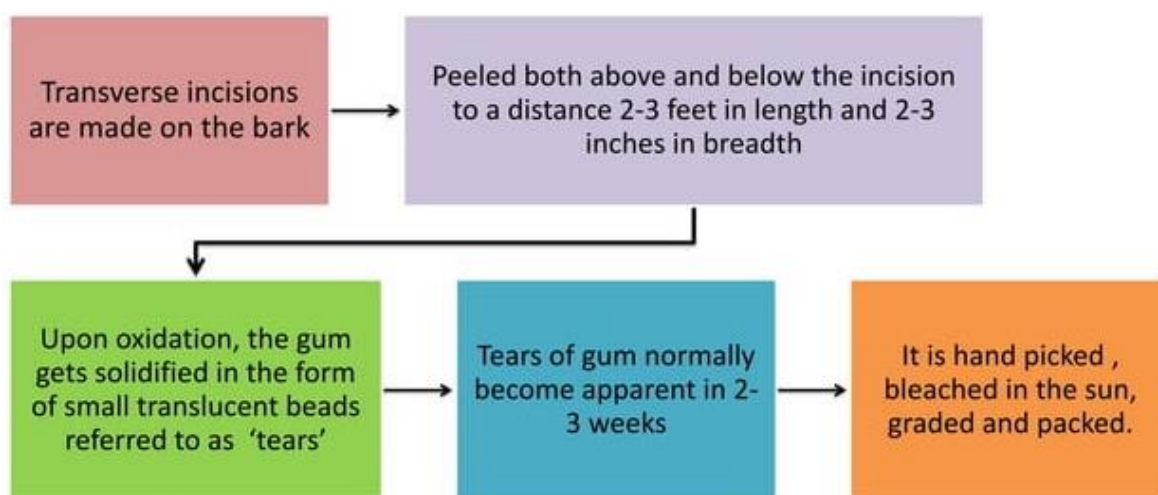 Transverse incisions
are made on the bark
Peeled both above and below the incision
to a distance 2-3 feet in length and 2-3
inches in breadth
Upon oxidation, the gum
gets solidified in the form
of small translucent beads
referred to as ‘tears’
Tears of gum normally
become apparent in 2-
3 weeks
It is hand picked ,
bleached in the sun,
graded and packed.